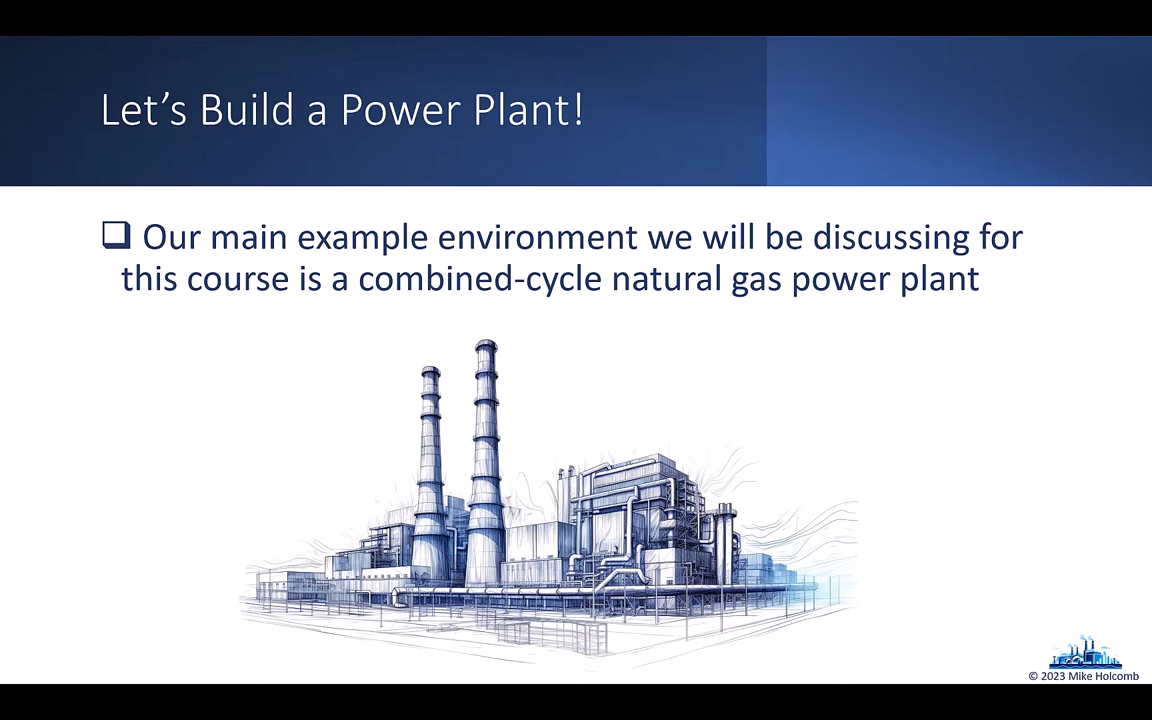 Let’s Build a Power Plant!
❑ Our main example environment we will be discussing for
this course is a combined-cycle natural gas power plant
© 2023 Mike Holcomb